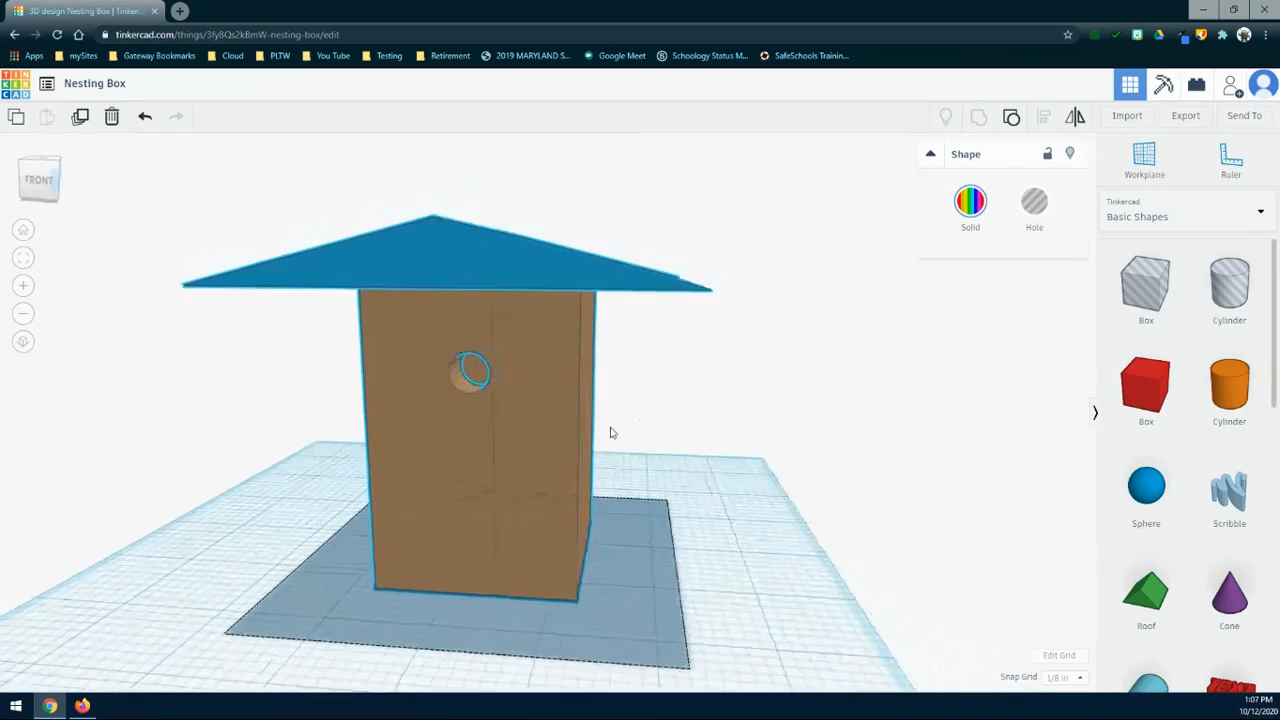 3D design Nesting Box | Tinkerca
tinkercad.com/things/3fy8Qs2kBmW-nesting-box/edit
Apps mySites Gateway Bookmarks Cloud PLTW You Tube Testing Retirement 2019 MARYLAND S... Google Meet Schoology Status M... SafeSchools Trainin...
TIN
KER
CAD
Nesting Box
Import Export Send To
FRONT
Shape
Solid Hole
Workplane Ruler
Tinkercad
Basic Shapes
Box Cylinder
Box Cylinder
Sphere Scribble
Roof Cone
Edit Grid
Snap Grid 1/8 in
1:07 PM
10/12/2020